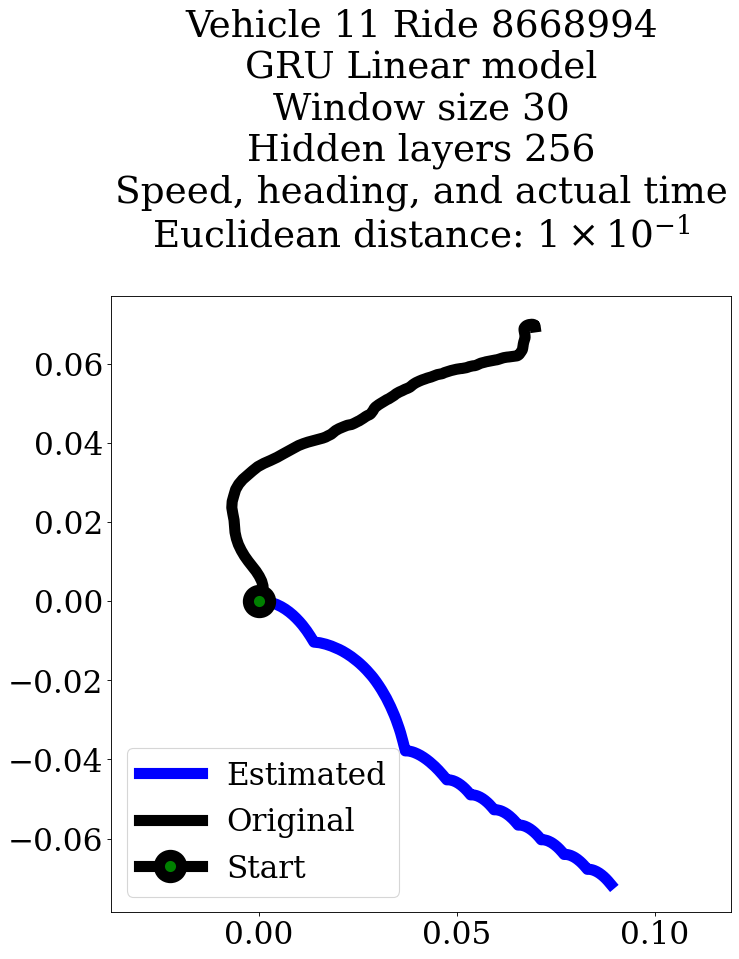 Vehicle 11 Ride 8668994
GRU Linear model
Window size 30
Hidden layers 256
Speed, heading, and actual time
Euclidean distance: 1 × 10⁻¹
0.06
0.04
0.02
0.00
−0.02
−0.04
−0.06
Estimated
Original
Start
0.00 0.05 0.10